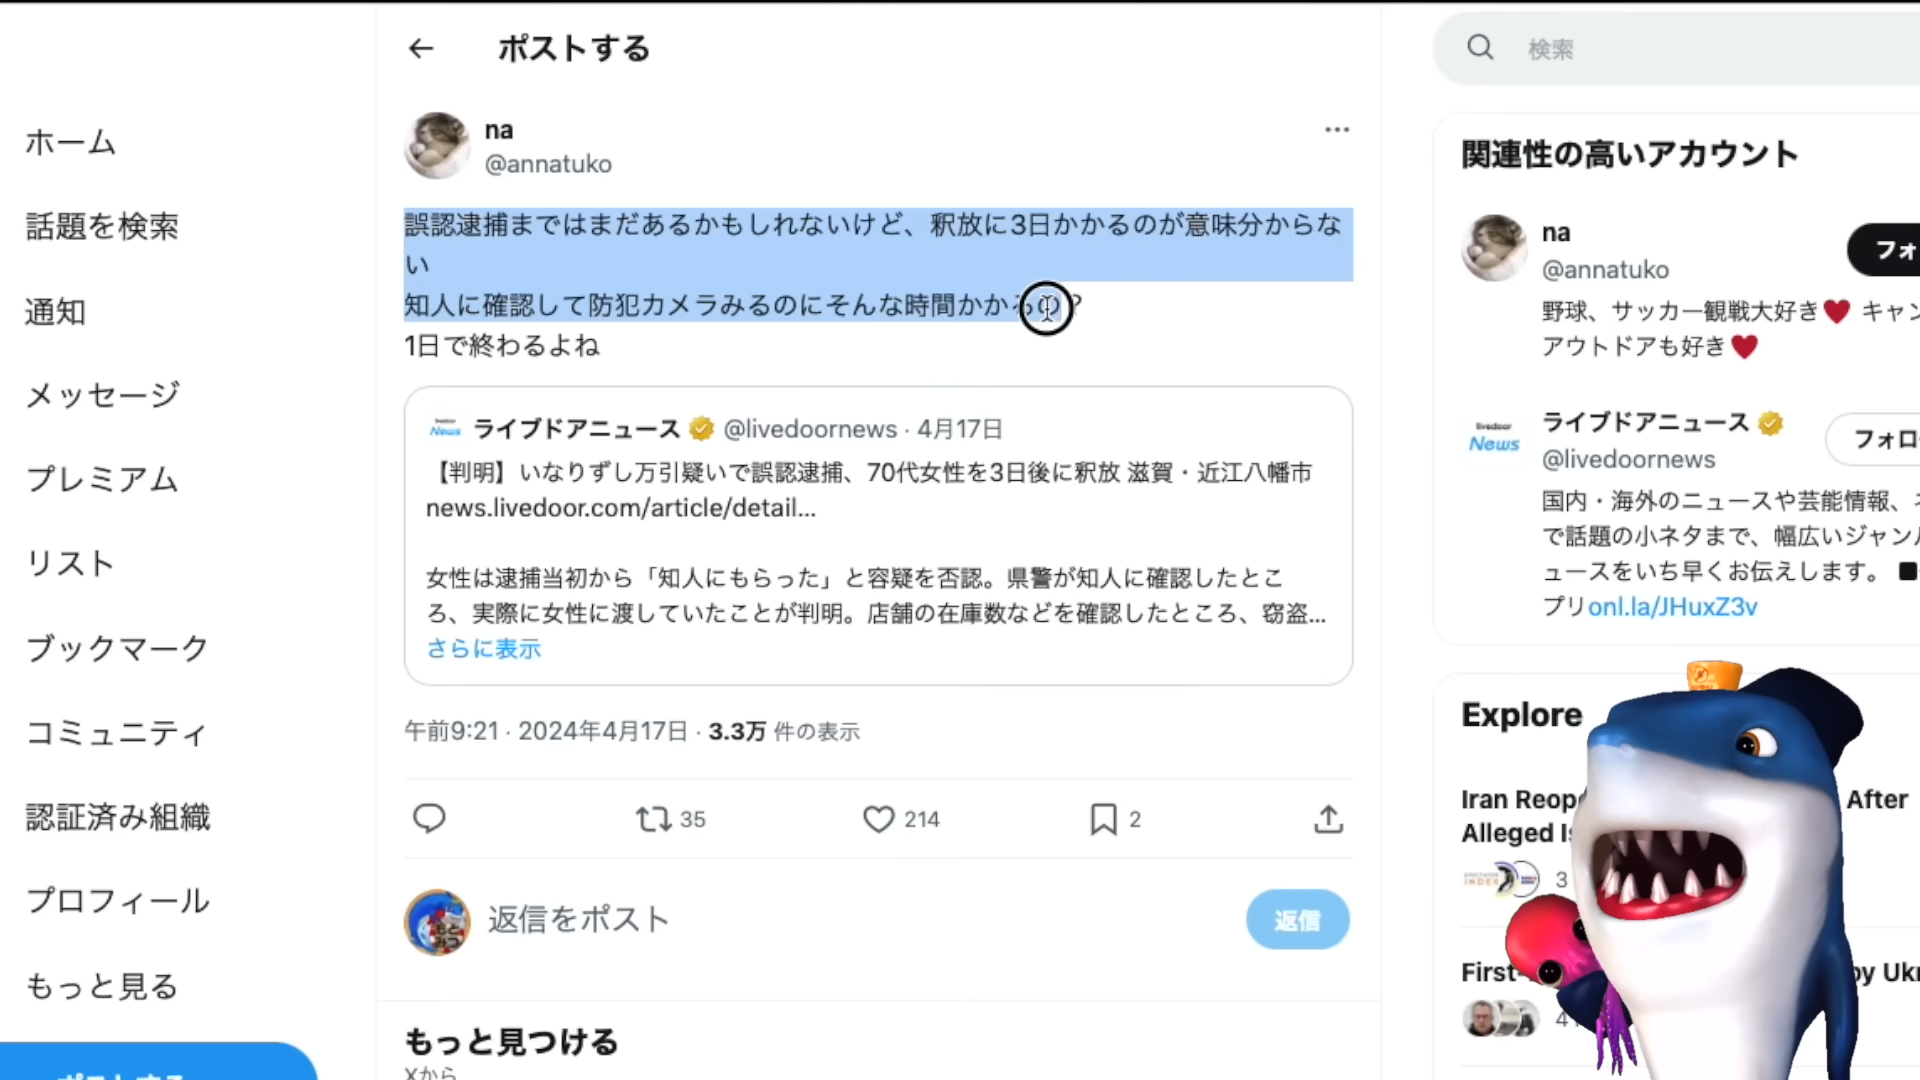 ポストする
検索
ホーム
話題を検索
通知
メッセージ
プレミアム
リスト
ブックマーク
コミュニティ
認証済み組織
プロフィール
もっと見る
ポストする
na
@annatuko
誤認逮捕まではまだあるかもしれないけど、釈放に3日かかるのが意味分からな
い
知人に確認して防犯カメラみるのにそんな時間かかるの?
1日で終わるよね
livedoor News
ライブドアニュース @livedoornews · 4月17日
【判明】いなりずし万引疑いで誤認逮捕、70代女性を3日後に釈放 滋賀・近江八幡市
news.livedoor.com/article/detail...
女性は逮捕当初から「知人にもらった」と容疑を否認。県警が知人に確認したとこ
ろ、実際に女性に渡していたことが判明。店舗の在庫数などを確認したところ、窃盗...
さらに表示
午前9:21 · 2024年4月17日 · 3.3万 件の表示
35
214
2
返信をポスト
返信
もっと見つける
Xから
関連性の高いアカウント
na
フォ
@annatuko
野球、サッカー観戦大好き♥ キャン
アウトドアも好き♥
livedoor News
ライブドアニュース
フォロ
@livedoornews
国内・海外のニュースや芸能情報、
で話題の小ネタまで、幅広いジャンル
ュースをいち早くお伝えします。 ■
プリonl.la/JHuxZ3v
Explore
Iran Reop After
Alleged Is
3
First- by Ukr